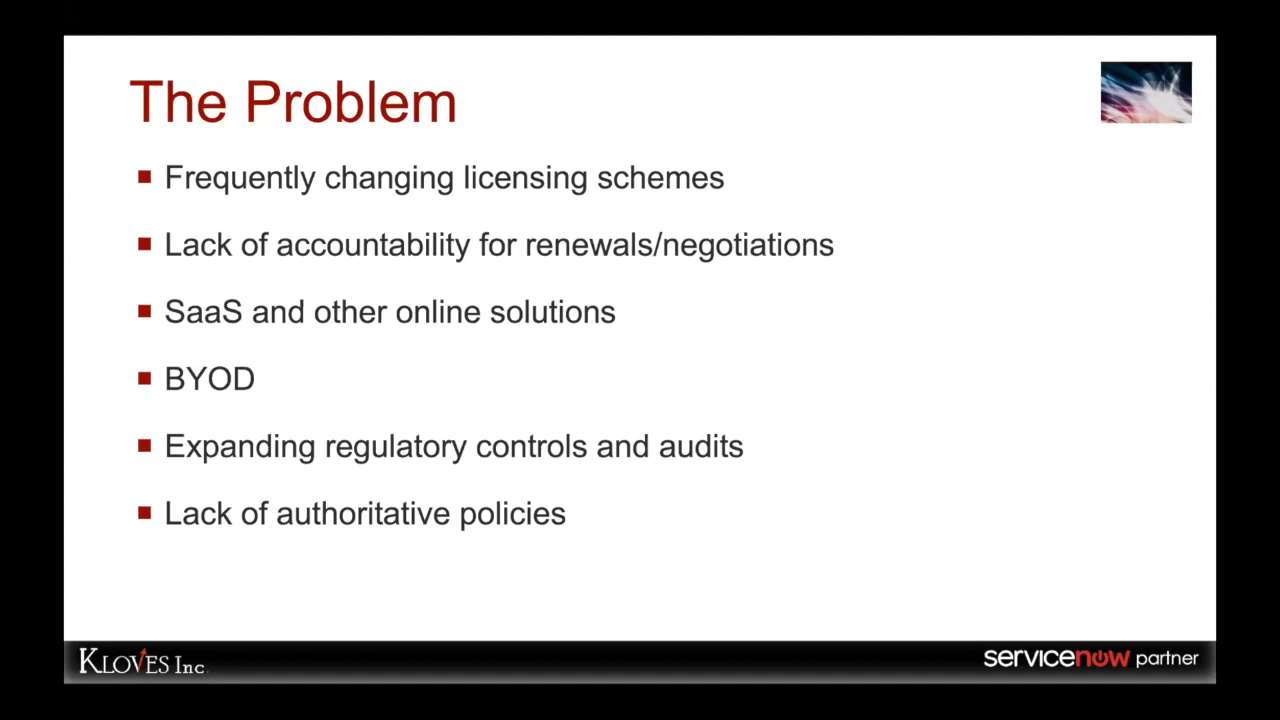 The Problem
Frequently changing licensing schemes
Lack of accountability for renewals/negotiations
SaaS and other online solutions
BYOD
Expanding regulatory controls and audits
Lack of authoritative policies
KLOVES Inc
servicenow partner